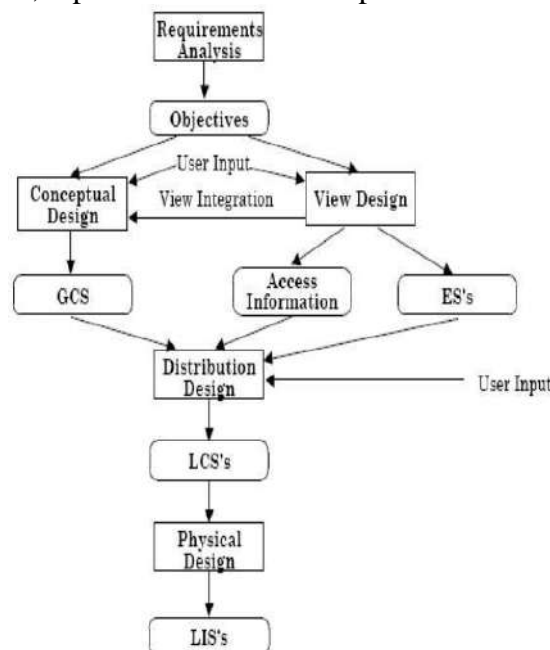 Requirements
Analysis
Objectives
User Input
Conceptual
Design
View Integration
View Design
GCS
Access
Information
ES's
Distribution
Design
User Input
LCS's
Physical
Design
LIS's